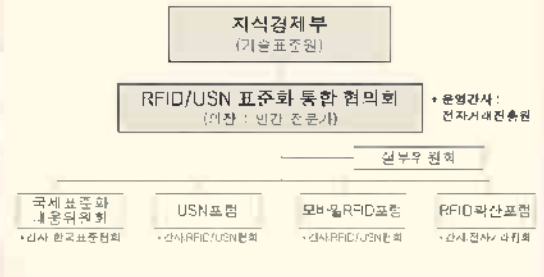 지식경제부
(기술표준원)
RFID/USN 표준화 통합 협의회
(의장 : 민간 전문가)
* 운영간사 :
전자거래진흥원
실무위원회
국제표준화
대응위원회
USN포럼
모바일RFID포럼
RFID확산포럼
*간사:한국표준협회
*간사:RFID/USN협회
*간사:RFID/USN협회